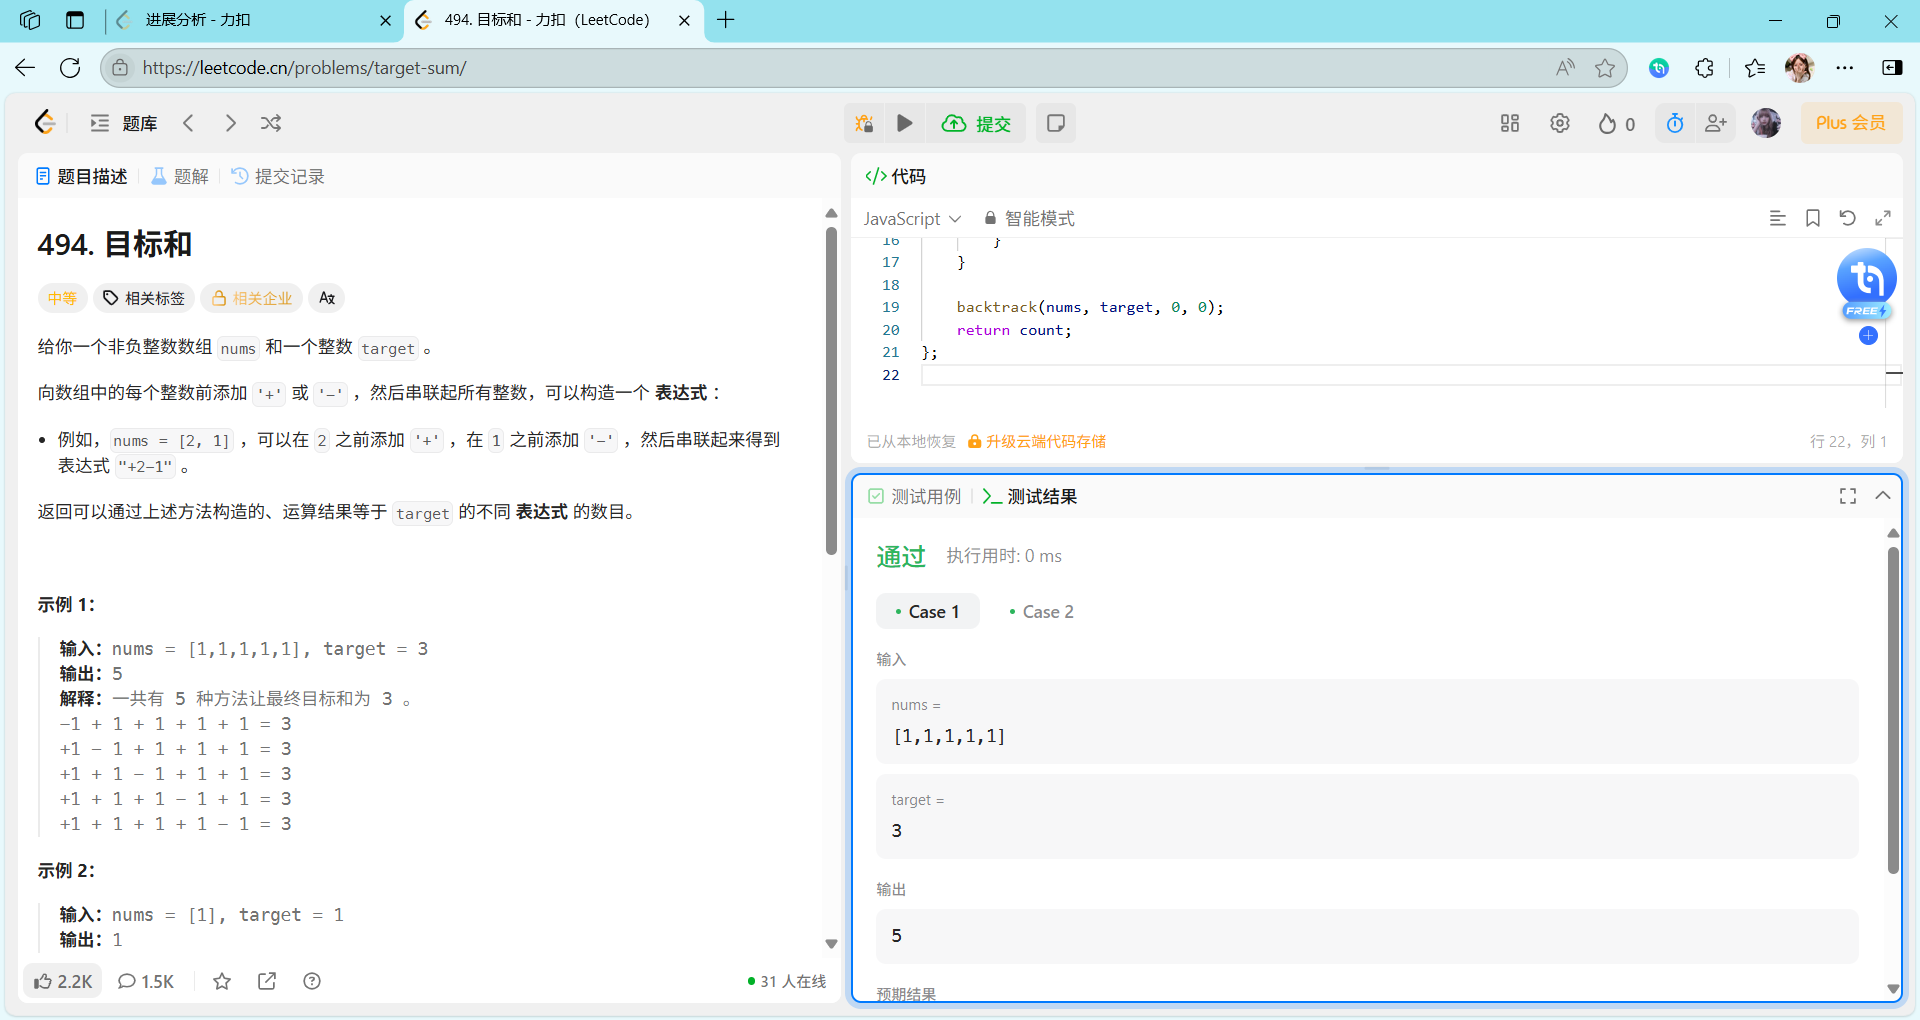 进展分析 - 力扣
494. 目标和 - 力扣（LeetCode）
https://leetcode.cn/problems/target-sum/
题库
提交
0
Plus 会员
题目描述
题解
提交记录
494. 目标和
中等
相关标签
相关企业
给你一个非负整数数组 nums 和一个整数 target 。
向数组中的每个整数前添加 '+' 或 '-' ，然后串联起所有整数，可以构造一个 表达式 ：
• 例如，nums = [2, 1] ，可以在 2 之前添加 '+' ，在 1 之前添加 '-' ，然后串联起来得到
表达式 "+2-1" 。
返回可以通过上述方法构造的、运算结果等于 target 的不同 表达式 的数目。
示例 1：
输入：nums = [1,1,1,1,1], target = 3
输出：5
解释：一共有 5 种方法让最终目标和为 3 。
-1 + 1 + 1 + 1 + 1 = 3
+1 - 1 + 1 + 1 + 1 = 3
+1 + 1 - 1 + 1 + 1 = 3
+1 + 1 + 1 - 1 + 1 = 3
+1 + 1 + 1 + 1 - 1 = 3
示例 2：
输入：nums = [1], target = 1
输出：1
2.2K
1.5K
31 人在线
</> 代码
JavaScript
智能模式
16 }
17 }
18
19 backtrack(nums, target, 0, 0);
20 return count;
21 };
22
FREE
已从本地恢复
升级云端代码存储
行 22，列 1
测试用例
测试结果
通过
执行用时: 0 ms
• Case 1
• Case 2
输入
nums =
[1,1,1,1,1]
target =
3
输出
5
预期结果